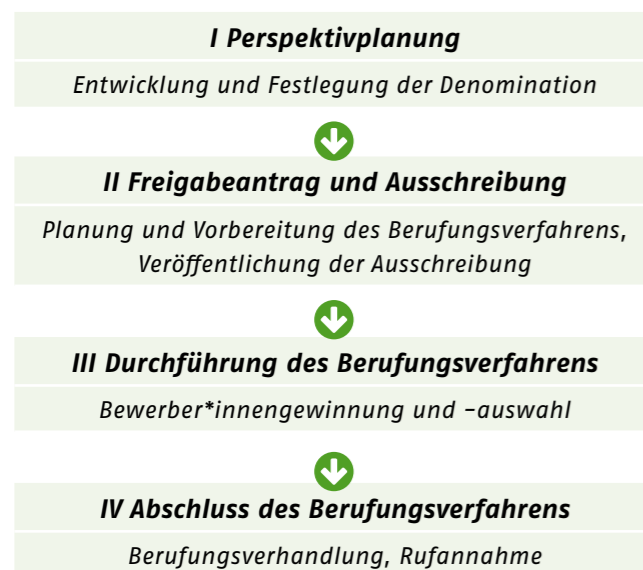 I Perspektivplanung
Entwicklung und Festlegung der Denomination
II Freigabeantrag und Ausschreibung
Planung und Vorbereitung des Berufungsverfahrens,
Veröffentlichung der Ausschreibung
III Durchführung des Berufungsverfahrens
Bewerber*innengewinnung und –auswahl
IV Abschluss des Berufungsverfahrens
Berufungsverhandlung, Rufannahme